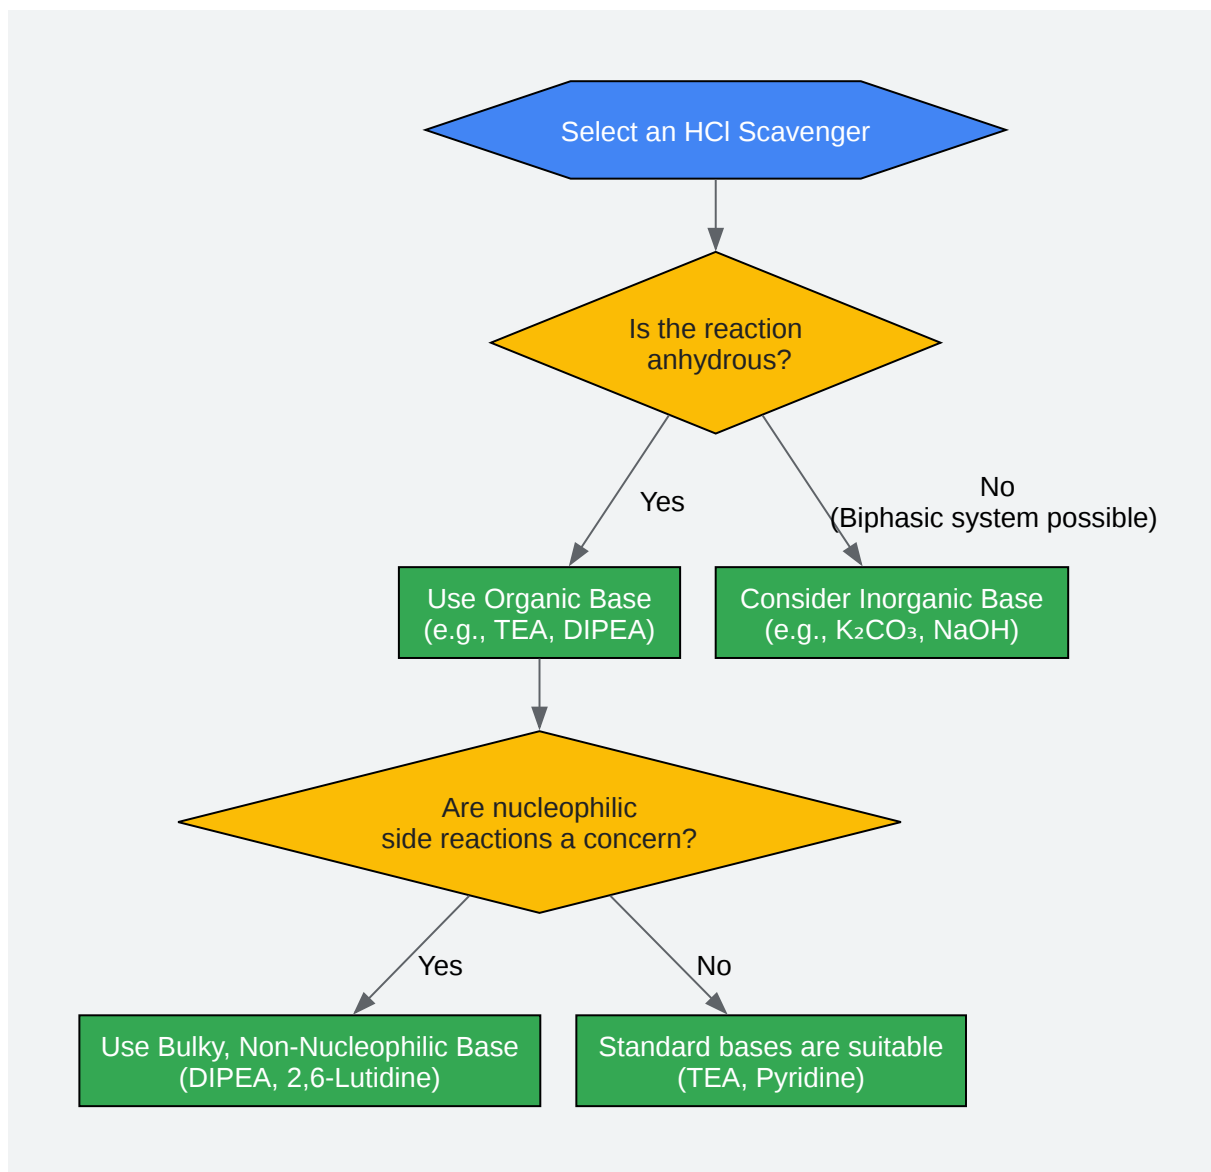 Select an HCl Scavenger
Is the reaction
anhydrous?
Yes
No
(Biphasic system possible)
Use Organic Base
(e.g., TEA, DIPEA)
Consider Inorganic Base
(e.g., K₂CO₃, NaOH)
Are nucleophilic
side reactions a concern?
Yes
No
Use Bulky, Non-Nucleophilic Base
(DIPEA, 2,6-Lutidine)
Standard bases are suitable
(TEA, Pyridine)